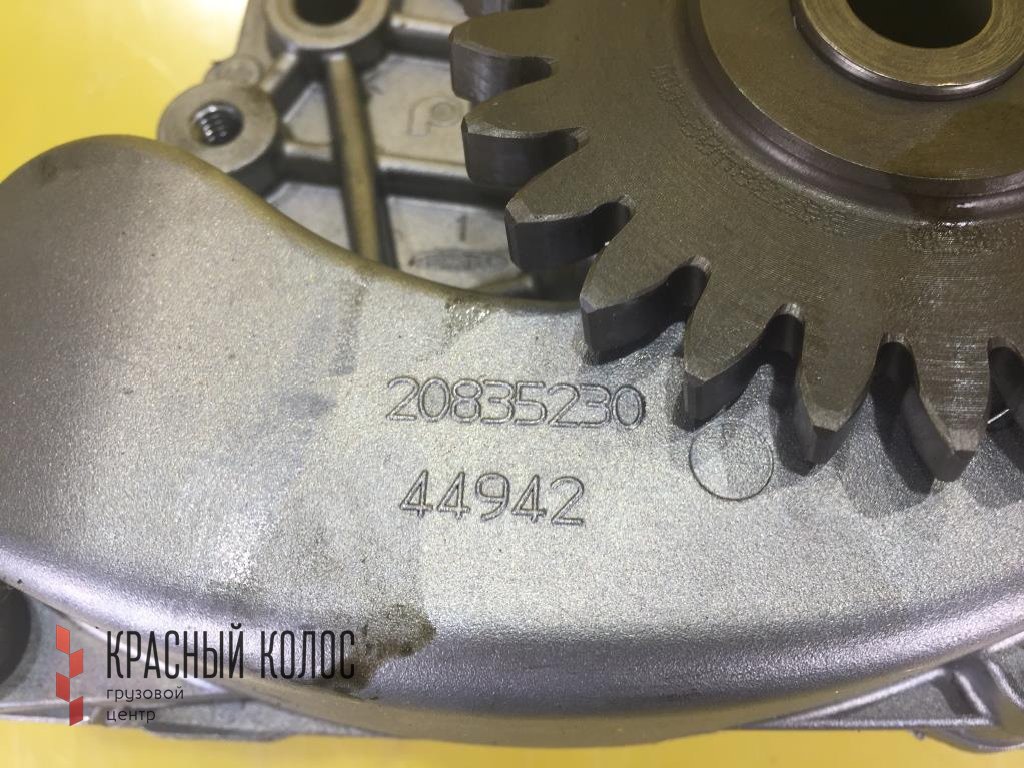 20835230
44942
КРАСНЫЙ КОЛОС
грузовой
центр